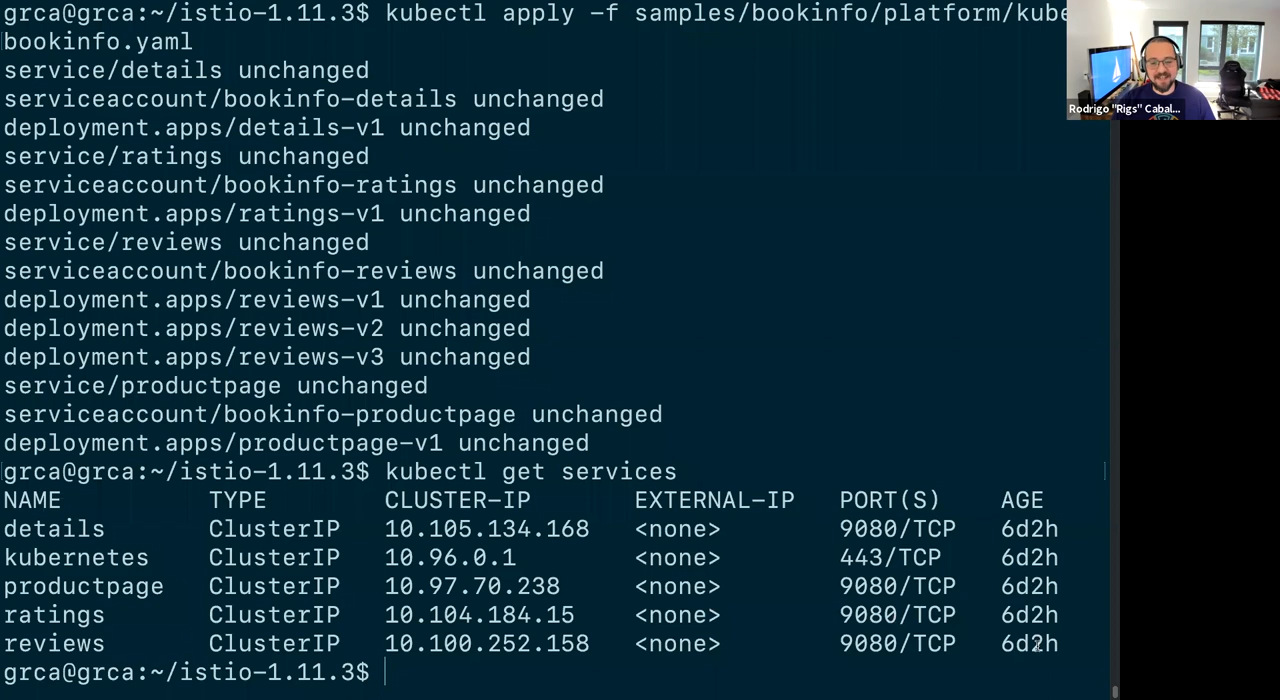 grca@grca:~/istio-1.11.3$ kubectl apply -f samples/bookinfo/platform/kube
bookinfo.yaml
service/details unchanged
serviceaccount/bookinfo-details unchanged
deployment.apps/details-v1 unchanged
service/ratings unchanged
serviceaccount/bookinfo-ratings unchanged
deployment.apps/ratings-v1 unchanged
service/reviews unchanged
serviceaccount/bookinfo-reviews unchanged
deployment.apps/reviews-v1 unchanged
deployment.apps/reviews-v2 unchanged
deployment.apps/reviews-v3 unchanged
service/productpage unchanged
serviceaccount/bookinfo-productpage unchanged
deployment.apps/productpage-v1 unchanged
grca@grca:~/istio-1.11.3$ kubectl get services
NAME TYPE CLUSTER-IP EXTERNAL-IP PORT(S) AGE
details ClusterIP 10.105.134.168 <none> 9080/TCP 6d2h
kubernetes ClusterIP 10.96.0.1 <none> 443/TCP 6d2h
productpage ClusterIP 10.97.70.238 <none> 9080/TCP 6d2h
ratings ClusterIP 10.104.184.15 <none> 9080/TCP 6d2h
reviews ClusterIP 10.100.252.158 <none> 9080/TCP 6d2h
grca@grca:~/istio-1.11.3$
Rodrigo "Rigs" Cabal...